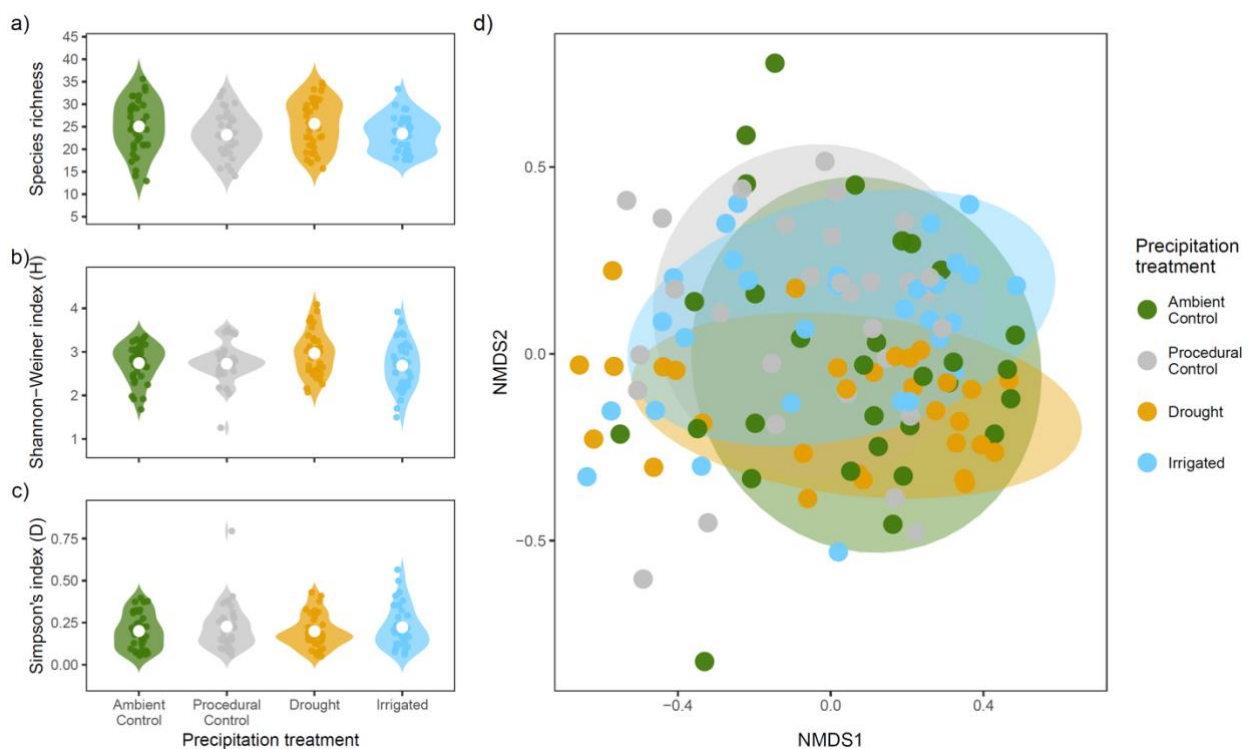 a)
45
40
35
30
25
20
15
10
5
Species richness
b)
4
3
2
1
Shannon−Weiner index (H)
c)
0.75
0.50
0.25
0.00
Simpson's index (D)
Ambient
Control
Procedural
Control
Drought
Irrigated
Precipitation treatment
d)
0.5
0.0
−0.5
NMDS2
−0.4
0.0
0.4
NMDS1
Precipitation
treatment
Ambient
Control
Procedural
Control
Drought
Irrigated